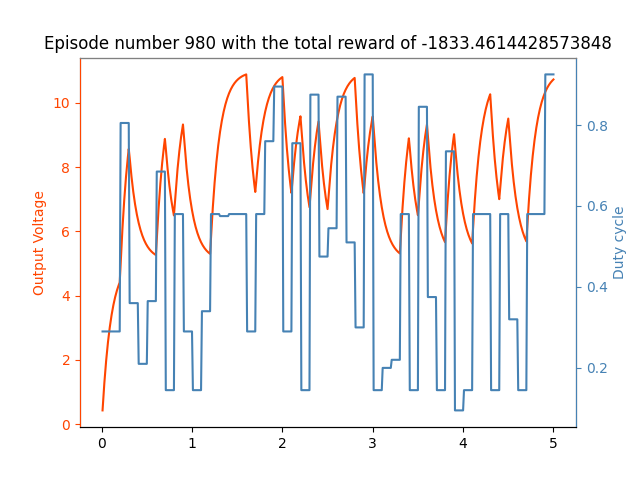 Episode number 980 with the total reward of -1833.4614428573848
Output Voltage
10
8
6
4
2
0
0.8
0.6
0.4
0.2
Duty cycle
0 1 2 3 4 5